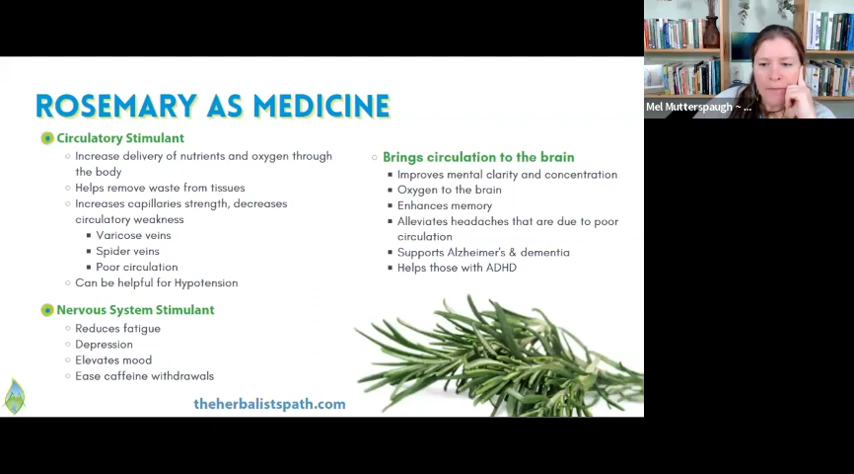 ROSEMARY AS MEDICINE
Circulatory Stimulant
Increase delivery of nutrients and oxygen through
the body
Helps remove waste from tissues
Increases capillaries strength, decreases
circulatory weakness
Varicose veins
Spider veins
Poor circulation
Can be helpful for Hypotension
Nervous System Stimulant
Reduces fatigue
Depression
Elevates mood
Ease caffeine withdrawals
Brings circulation to the brain
Improves mental clarity and concentration
Oxygen to the brain
Enhances memory
Alleviates headaches that are due to poor
circulation
Supports Alzheimer's & dementia
Helps those with ADHD
theherbalistspath.com
Mel Mutterspaugh ~ ...